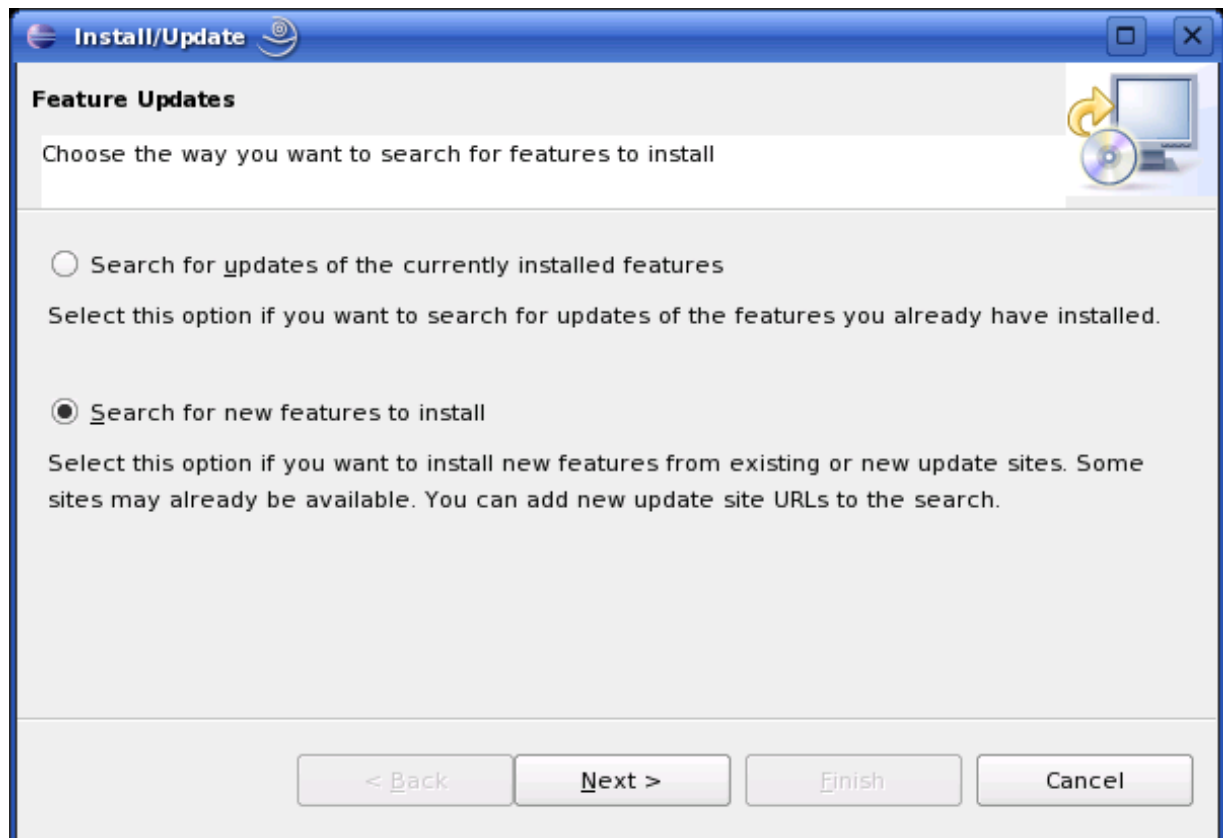 Install/Update
Feature Updates
Choose the way you want to search for features to install
Search for updates of the currently installed features
Select this option if you want to search for updates of the features you already have installed.
Search for new features to install
Select this option if you want to install new features from existing or new update sites. Some
sites may already be available. You can add new update site URLs to the search.
< Back
Next >
Finish
Cancel